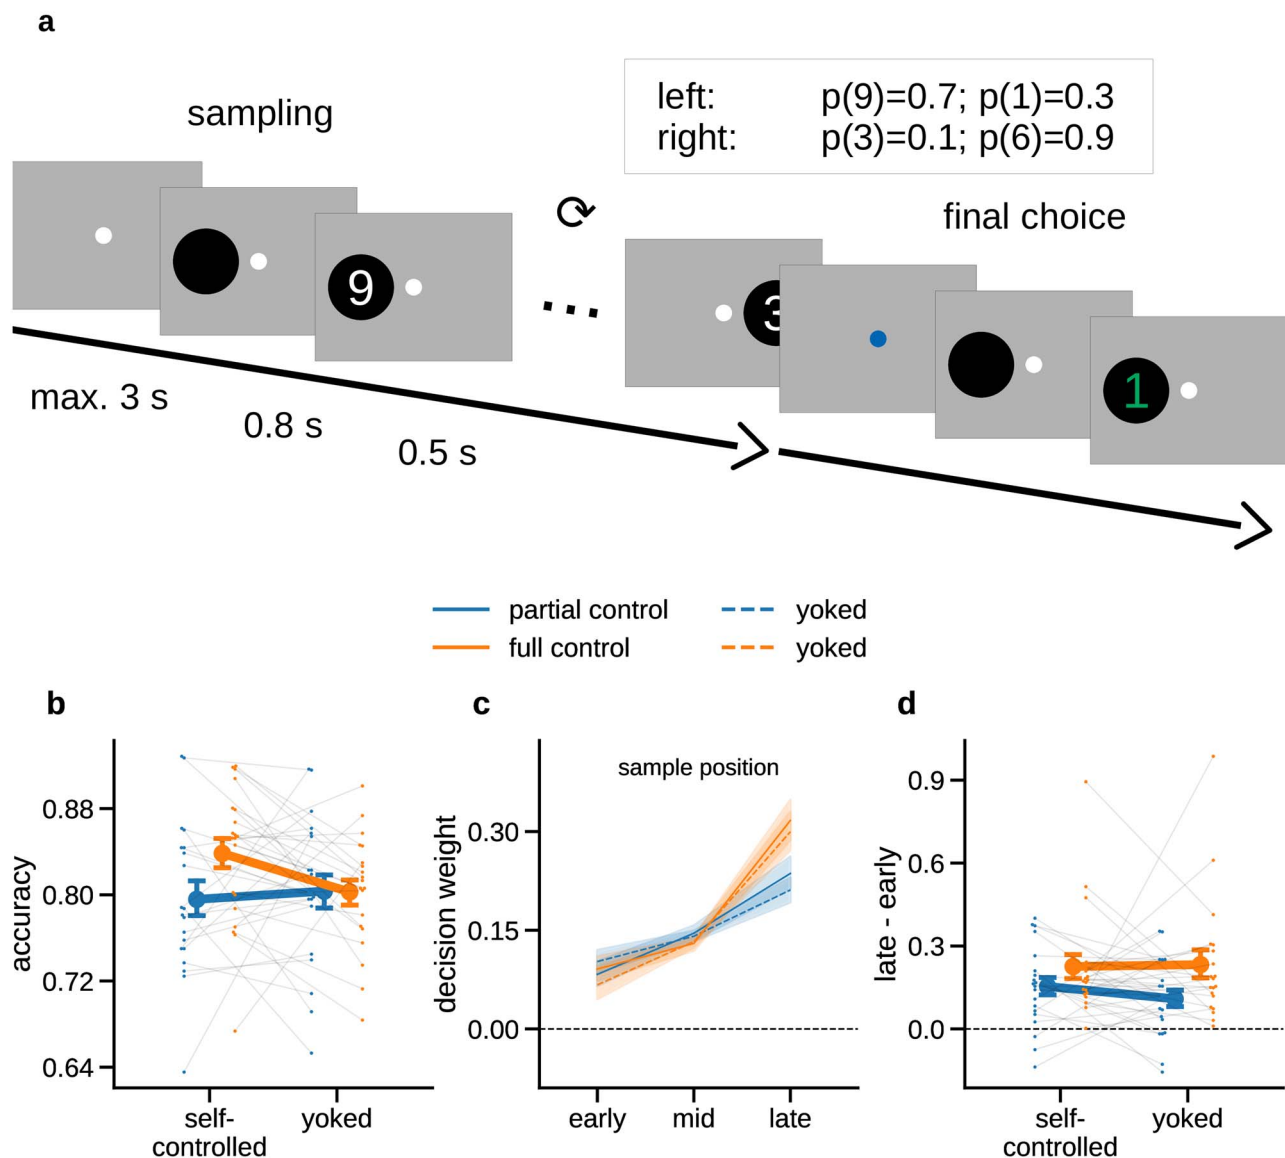 a
sampling
left: p(9)=0.7; p(1)=0.3
right: p(3)=0.1; p(6)=0.9
final choice
9
...
3
1
max. 3 s
0.8 s
0.5 s
partial control
yoked
full control
yoked
b
accuracy
0.88
0.80
0.72
0.64
self-
controlled
yoked
c
sample position
decision weight
0.30
0.15
0.00
early
mid
late
d
late - early
0.9
0.6
0.3
0.0
self-
controlled
yoked